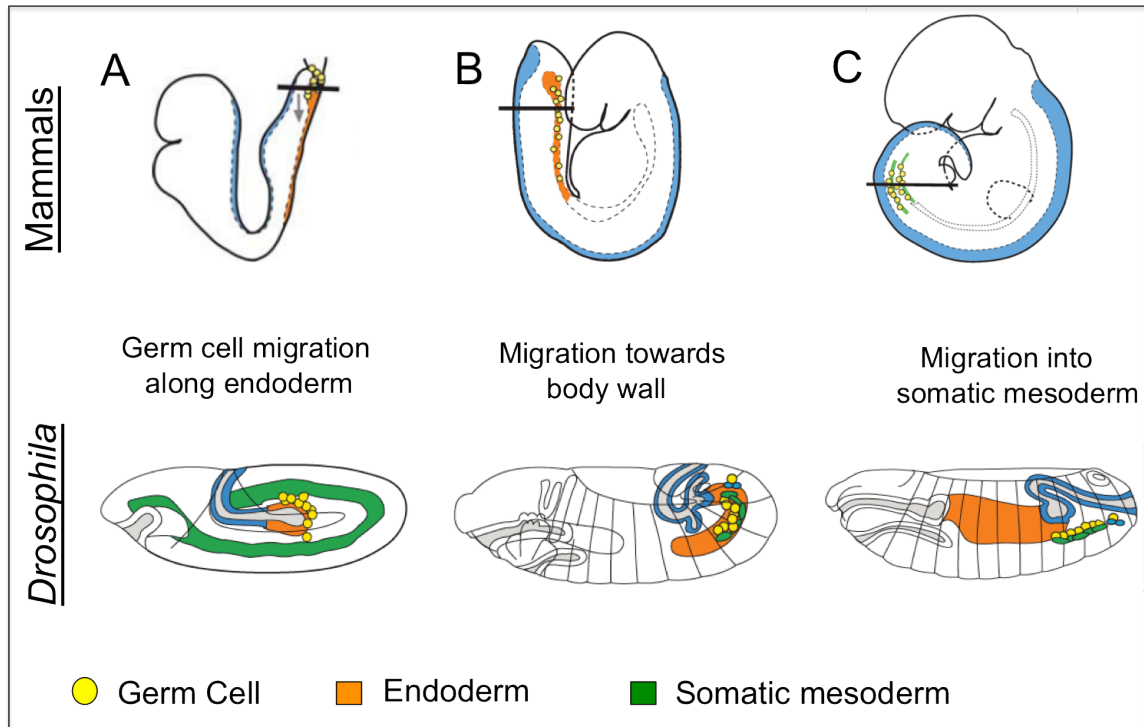 A
B
C
Mammals
Germ cell migration
along endoderm
Migration towards
body wall
Migration into
somatic mesoderm
Drosophila
Germ Cell
Endoderm
Somatic mesoderm